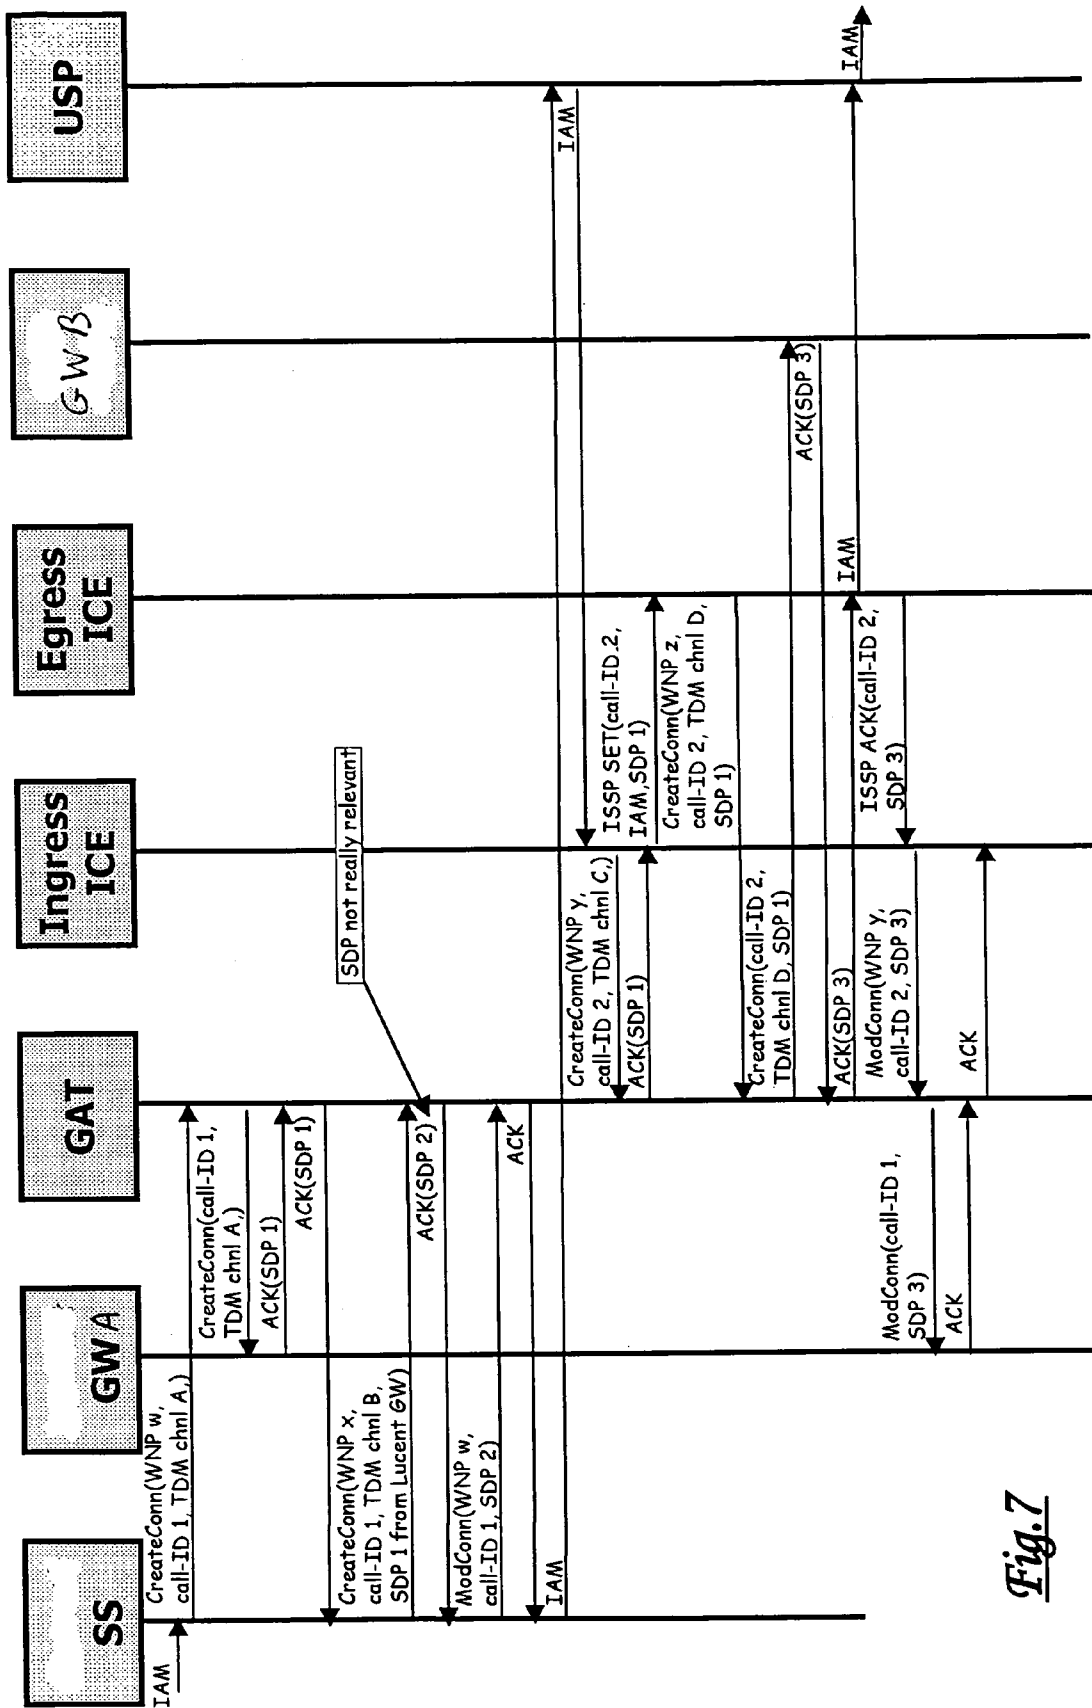 SS
GWA
GAT
Ingress
ICE
Egress
ICE
GWB
USP
IAM
CreateConn(WNP w,
call-ID 1, TDM chnl A,)
CreateConn(call-ID 1,
TDM chnl A,)
ACK(SDP 1)
ACK(SDP 1)
CreateConn(WNP x,
call-ID 1, TDM chnl B,
SDP 1 from Lucent GW)
SDP not really relevant
ACK(SDP 2)
ModConn(WNP w,
call-ID 1, SDP 2)
ACK
IAM
IAM
CreateConn(WNP y,
call-ID 2, TDM chnl C,)
ACK(SDP 1)
ISSP SET(call-ID.2,
IAM,SDP 1)
CreateConn(WNP z,
call-ID 2, TDM chnl D,
SDP 1)
CreateConn(call-ID 2,
TDM chnl D, SDP 1)
ACK(SDP 3)
ACK(SDP 3)
IAM
IAM
ISSP ACK(call-ID 2,
SDP 3)
ModConn(WNP y,
call-ID 2, SDP 3)
ModConn(call-ID 1,
SDP 3)
ACK
ACK
Fig.7